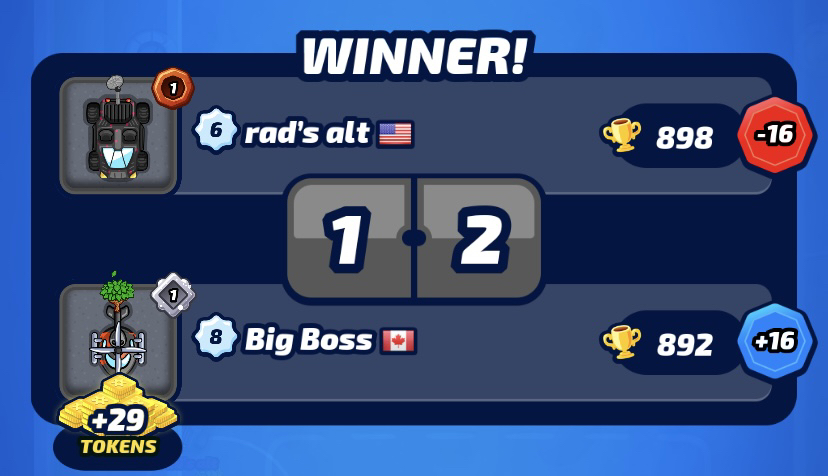 WINNER!
1
6 rad's alt 898 -16
1 2
1
8 Big Boss 892 +16
+29
TOKENS